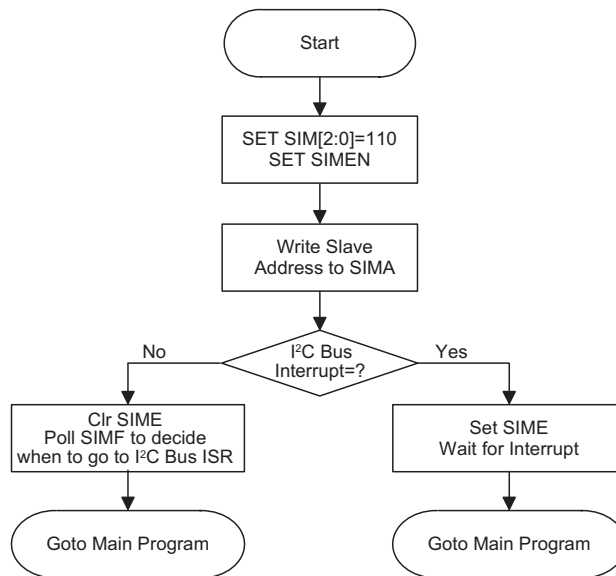 Start
SET SIM[2:0]=110
SET SIMEN
Write Slave
Address to SIMA
I²C Bus
Interrupt=?
No
Yes
Clr SIME
Poll SIMF to decide
when to go to I²C Bus ISR
Set SIME
Wait for Interrupt
Goto Main Program
Goto Main Program